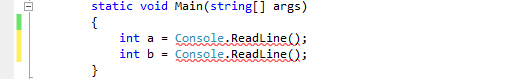 static void Main(string[] args)
{
int a = Console.ReadLine();
int b = Console.ReadLine();
}